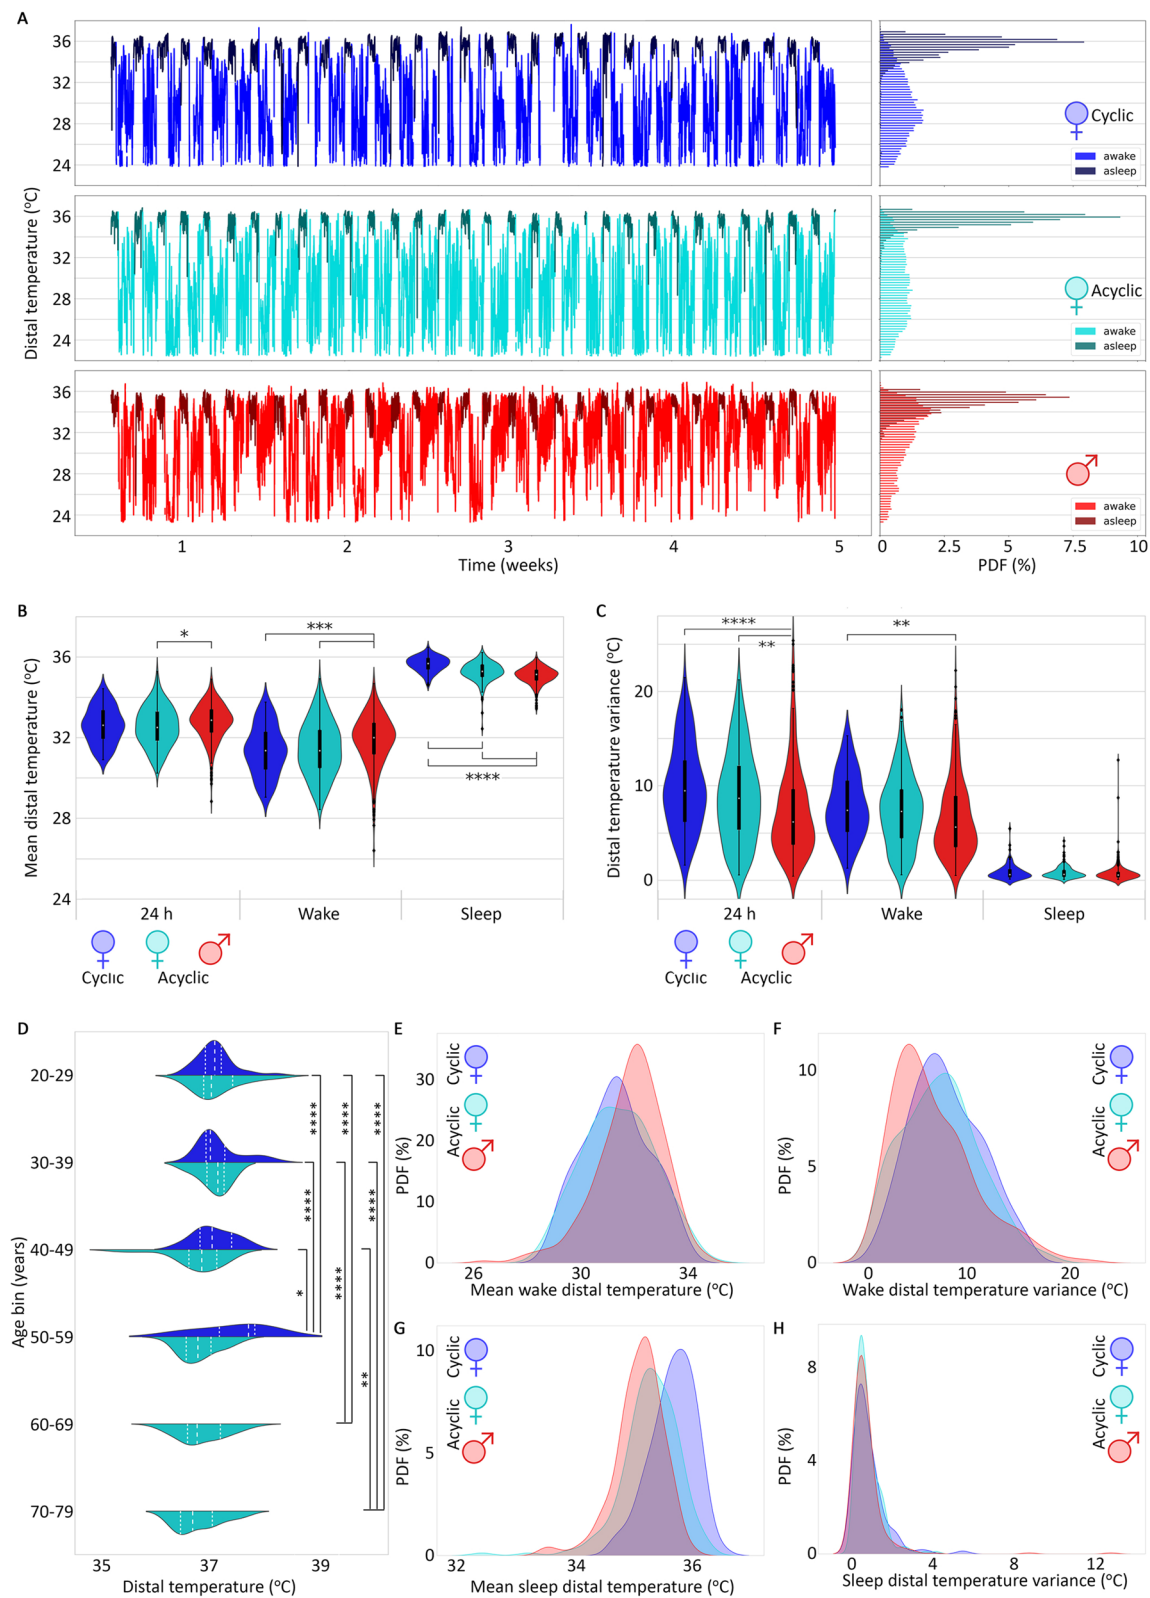 A
36
32
28
24
Cyclic
awake
asleep
Distal temperature (°C)
36
32
28
24
Acyclic
awake
asleep
36
32
28
24
awake
asleep
1 2 3 4 5
Time (weeks)
0 2.5 5 7.5 10
PDF (%)
B
Mean distal temperature (°C)
36
32
28
24
*
***
****
24 h Wake Sleep
Cyclic Acyclic
C
Distal temperature variance (°C)
20
10
0
****
**
**
24 h Wake Sleep
Cyclic Acyclic
D
Age bin (years)
20-29
30-39
40-49
50-59
60-69
70-79
**** **** ****
**** ****
****
*
**
35 37 39
Distal temperature (°C)
E
Cyclic
Acyclic
PDF (%)
30
20
10
0
26 30 34
Mean wake distal temperature (°C)
F
Cyclic
Acyclic
PDF (%)
10
5
0
0 10 20
Wake distal temperature variance (°C)
G
Cyclic
Acyclic
PDF (%)
10
5
0
32 34 36
Mean sleep distal temperature (°C)
H
Cyclic
Acyclic
PDF (%)
8
4
0
0 4 8 12
Sleep distal temperature variance (°C)